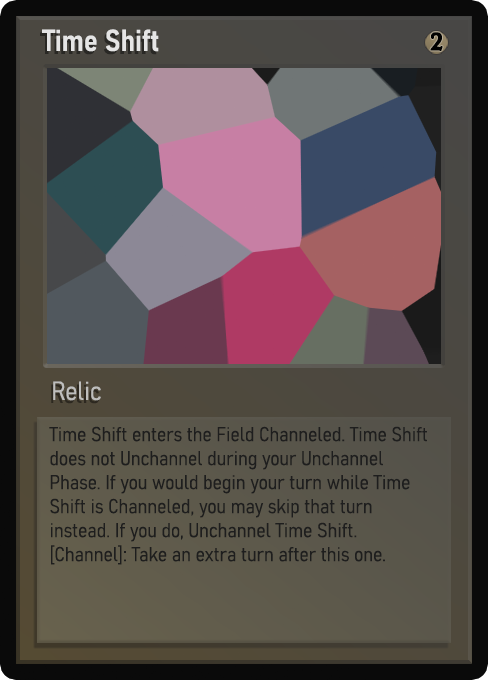 Time Shift
2
Relic
Time Shift enters the Field Channeled. Time Shift
does not Unchannel during your Unchannel
Phase. If you would begin your turn while Time
Shift is Channeled, you may skip that turn
instead. If you do, Unchannel Time Shift.
[Channel]: Take an extra turn after this one.